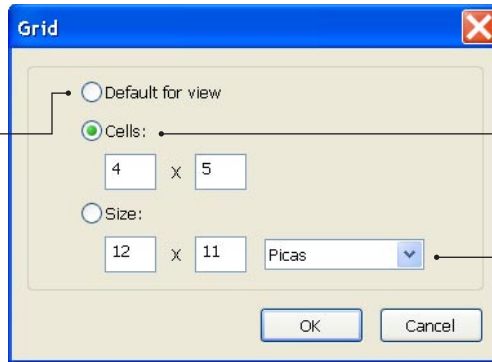 Grid
Default for view
Cells:
4 x 5
Size:
12 x 11 Picas
OK Cancel